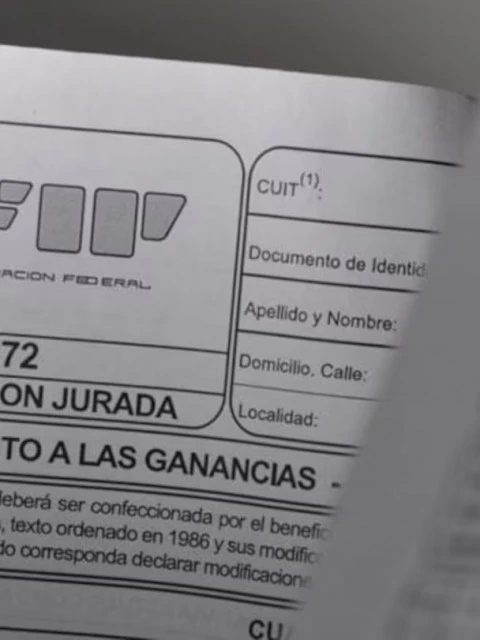 CUIT(1):
ACION FEDERAL
Documento de Identid
Apellido y Nombre:
72
Domicilio. Calle:
ON JURADA
Localidad:
TO A LAS GANANCIAS -
deberá ser confeccionada por el benefic
, texto ordenado en 1986 y sus modific
do corresponda declarar modificacione
CU